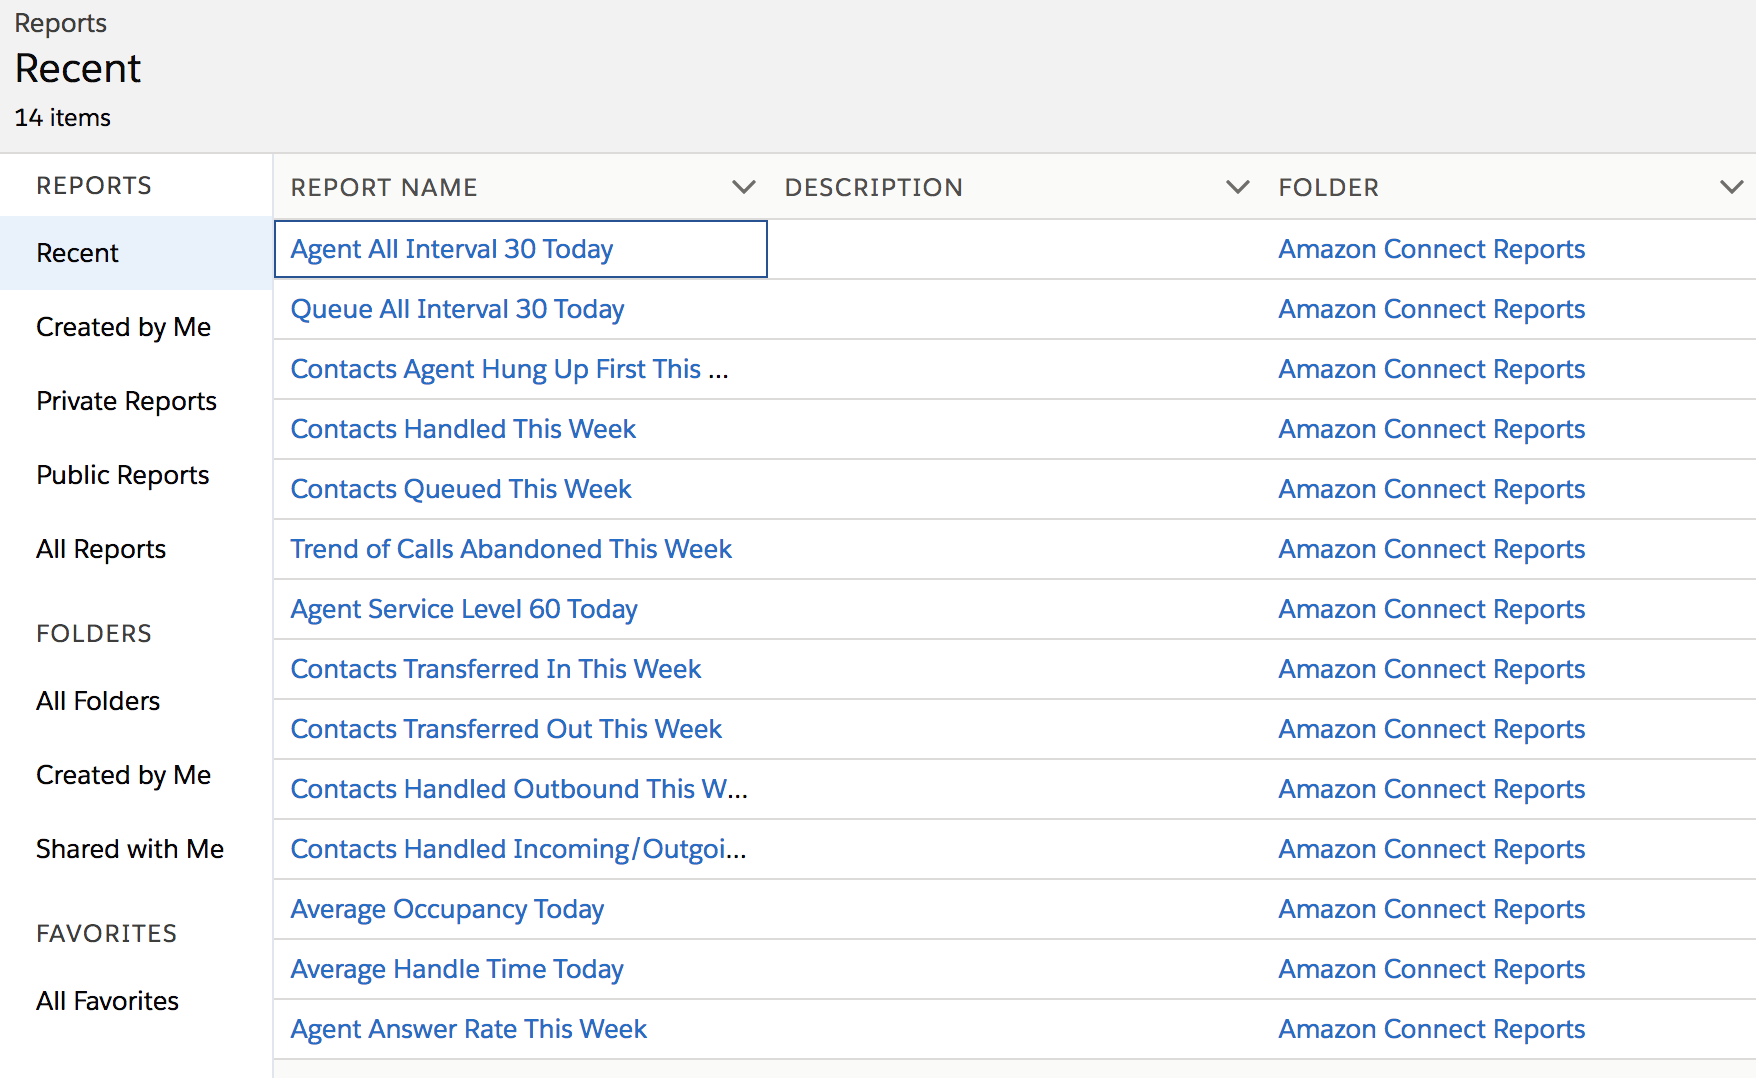 Reports
Recent
14 items
REPORTS
Recent
Created by Me
Private Reports
Public Reports
All Reports
FOLDERS
All Folders
Created by Me
Shared with Me
FAVORITES
All Favorites
REPORT NAME DESCRIPTION FOLDER
Agent All Interval 30 Today Amazon Connect Reports
Queue All Interval 30 Today Amazon Connect Reports
Contacts Agent Hung Up First This ... Amazon Connect Reports
Contacts Handled This Week Amazon Connect Reports
Contacts Queued This Week Amazon Connect Reports
Trend of Calls Abandoned This Week Amazon Connect Reports
Agent Service Level 60 Today Amazon Connect Reports
Contacts Transferred In This Week Amazon Connect Reports
Contacts Transferred Out This Week Amazon Connect Reports
Contacts Handled Outbound This W... Amazon Connect Reports
Contacts Handled Incoming/Outgoi... Amazon Connect Reports
Average Occupancy Today Amazon Connect Reports
Average Handle Time Today Amazon Connect Reports
Agent Answer Rate This Week Amazon Connect Reports